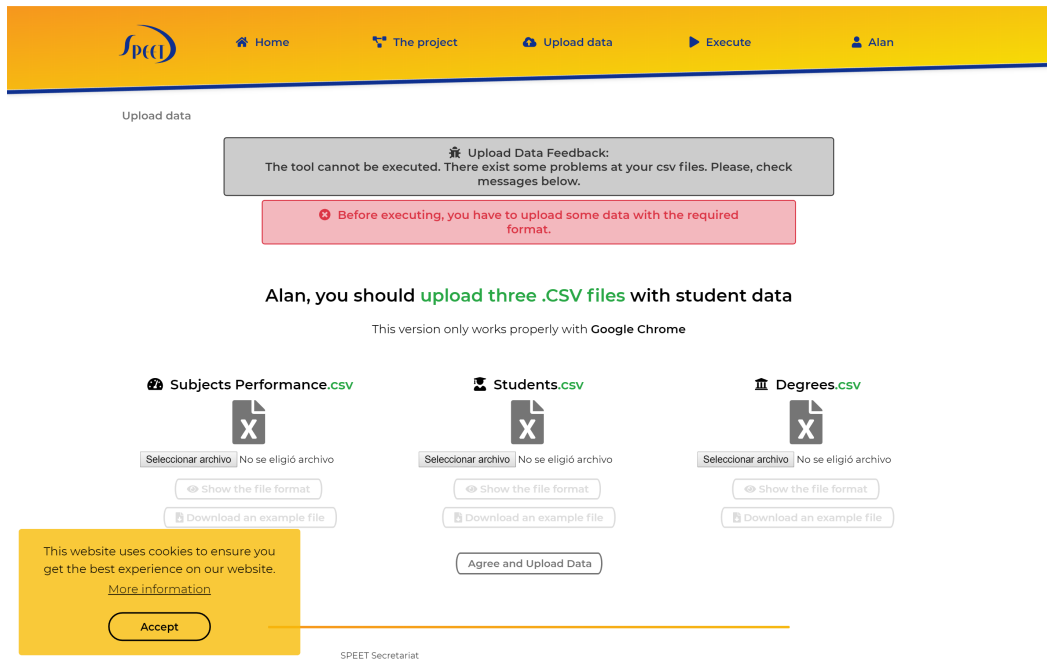 SPEET
Home
The project
Upload data
Execute
Alan
Upload data
Upload Data Feedback:
The tool cannot be executed. There exist some problems at your csv files. Please, check
messages below.
Before executing, you have to upload some data with the required
format.
Alan, you should upload three .CSV files with student data
This version only works properly with Google Chrome
Subjects Performance.csv
Students.csv
Degrees.csv
X
X
X
Seleccionar archivo No se eligió archivo
Seleccionar archivo No se eligió archivo
Seleccionar archivo No se eligió archivo
Show the file format
Show the file format
Show the file format
Download an example file
Download an example file
Download an example file
This website uses cookies to ensure you
get the best experience on our website.
More information
Accept
Agree and Upload Data
SPEET Secretariat